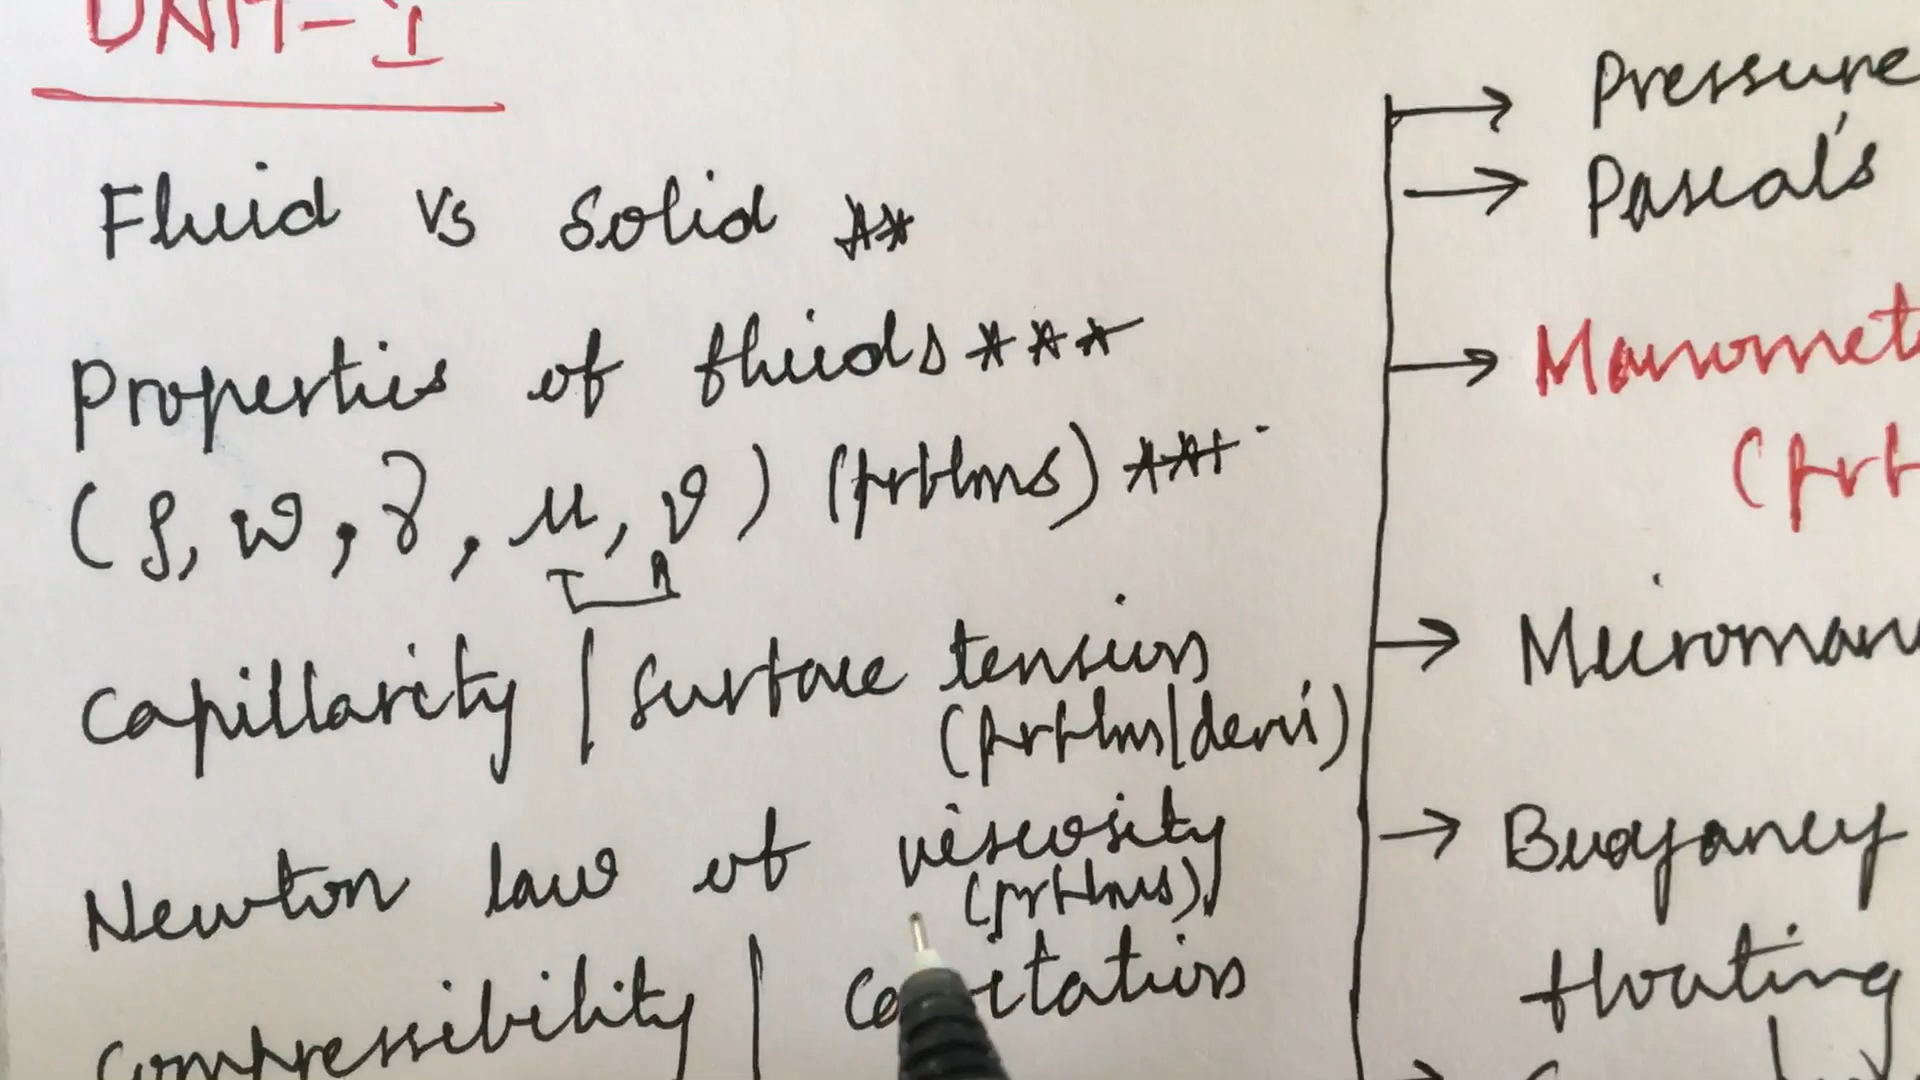 UNIT-I
Fluid vs Solid **
Properties of fluids ***
(ρ, w, γ, μ, ν) (prblms) ***
Capillarity | Surface tension
(prblms|deri)
Newton law of viscosity
(prblms)
Compressibility | Cavitation
→ Pressure
→ Pascal's
→ Manomet
(prb
→ Micromano
→ Buoyancy
floating